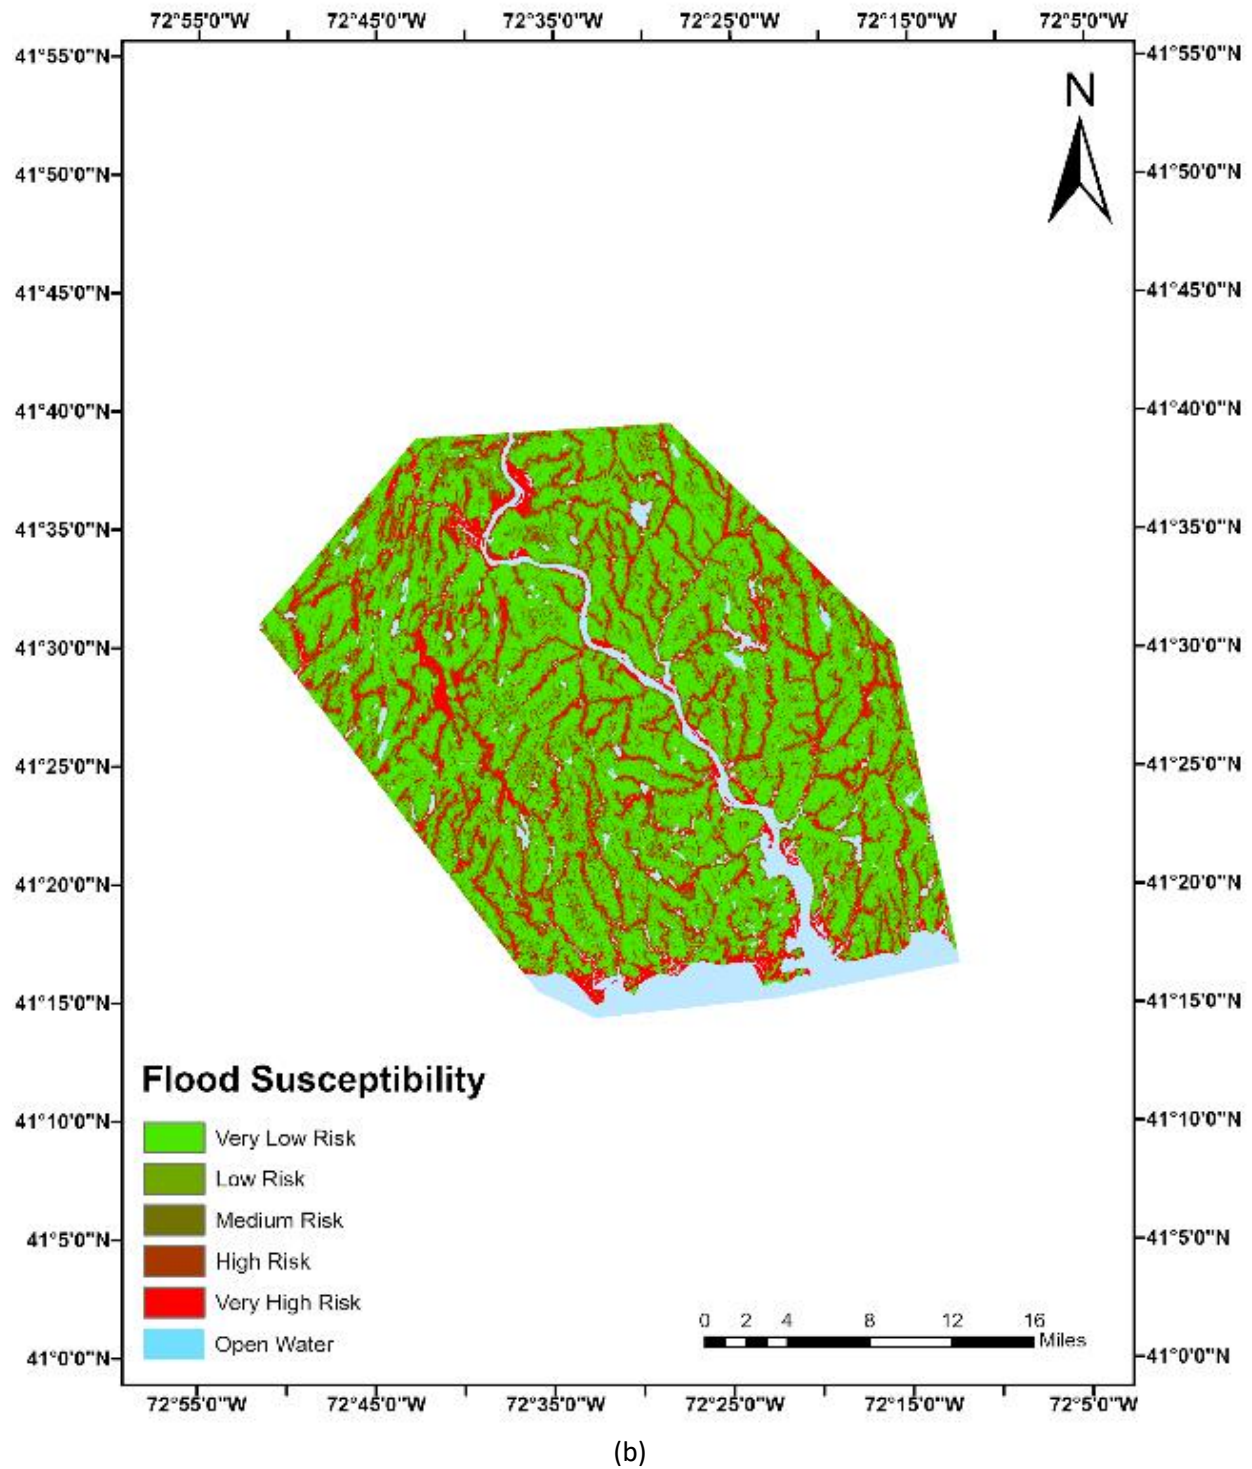 72°55'0"W 72°45'0"W 72°35'0"W 72°25'0"W 72°15'0"W 72°5'0"W
41°55'0"N 41°55'0"N
N
41°50'0"N 41°50'0"N
41°45'0"N 41°45'0"N
41°40'0"N 41°40'0"N
41°35'0"N 41°35'0"N
41°30'0"N 41°30'0"N
41°25'0"N 41°25'0"N
41°20'0"N 41°20'0"N
41°15'0"N 41°15'0"N
Flood Susceptibility
41°10'0"N 41°10'0"N
Very Low Risk
Low Risk
Medium Risk
41°5'0"N 41°5'0"N
High Risk
Very High Risk
0 2 4 8 12 16
Miles
Open Water
41°0'0"N 41°0'0"N
72°55'0"W 72°45'0"W 72°35'0"W 72°25'0"W 72°15'0"W 72°5'0"W
(b)